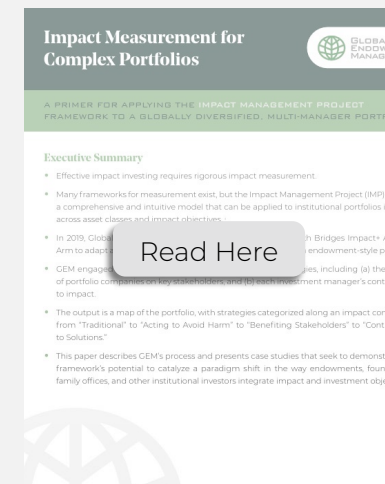 Impact Measurement for
Complex Portfolios
GLOBA
ENDOW
MANAG
A PRIMER FOR APPLYING THE IMPACT MANAGEMENT PROJECT
FRAMEWORK TO A GLOBALLY DIVERSIFIED, MULTI-MANAGER PORTF
Executive Summary
Effective impact investing requires rigorous impact measurement
Many frameworks for measurement exist, but the Impact Management Project (IMP)
a comprehensive and intuitive model that can be applied to institutional portfolios i
across asset classes and impact objectives.
In 2019, Global h Bridges Impact+ A
Arm to adapt a endowment-style p
Read Here
GEM engaged pes, including (a) the
of portfolio companies on key stakeholders, and (b) each investment manager's cont
to impact.
The output is a map of the portfolio, with strategies categorized along an impact con
from "Traditional" to "Acting to Avoid Harm" to "Benefiting Stakeholders" to "Cont
to Solutions."
This paper describes GEM's process and presents case studies that seek to demonst
framework's potential to catalyze a paradigm shift in the way endowments, foun
family offices, and other institutional investors integrate impact and investment obje